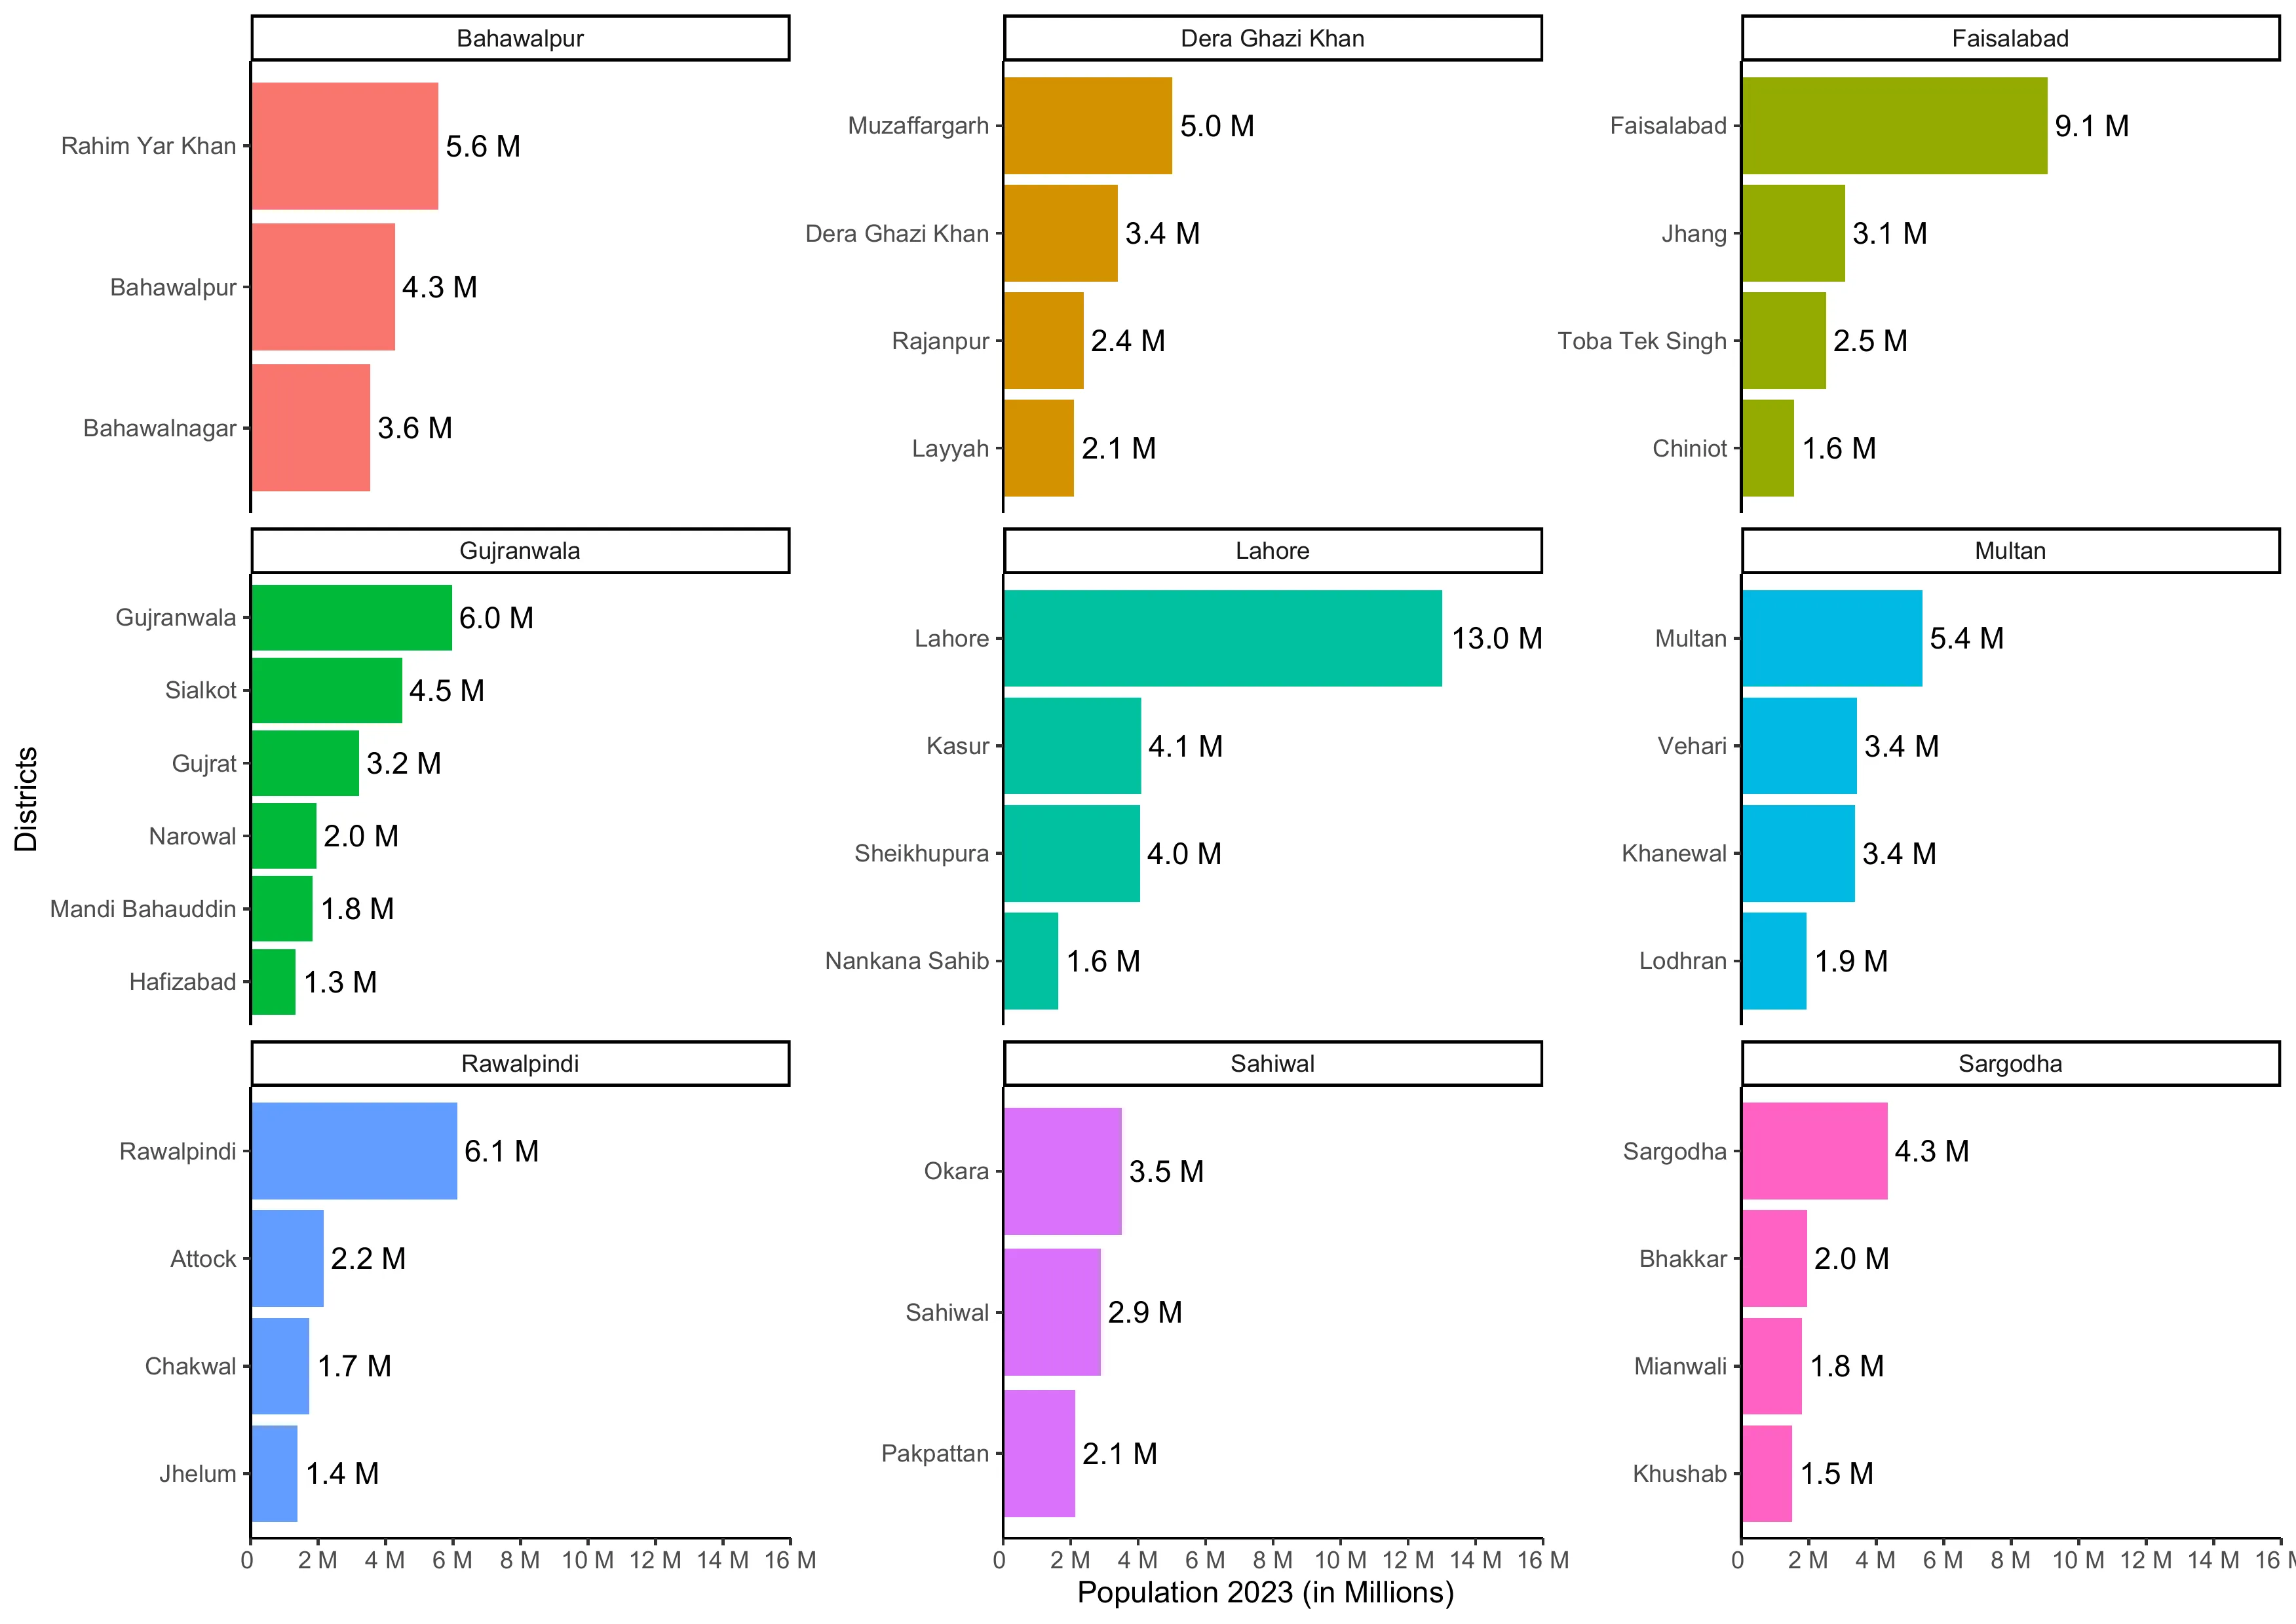 Bahawalpur
Rahim Yar Khan 5.6 M
Bahawalpur 4.3 M
Bahawalnagar 3.6 M
Dera Ghazi Khan
Muzaffargarh 5.0 M
Dera Ghazi Khan 3.4 M
Rajanpur 2.4 M
Layyah 2.1 M
Faisalabad
Faisalabad 9.1 M
Jhang 3.1 M
Toba Tek Singh 2.5 M
Chiniot 1.6 M
Districts
Gujranwala
Gujranwala 6.0 M
Sialkot 4.5 M
Gujrat 3.2 M
Narowal 2.0 M
Mandi Bahauddin 1.8 M
Hafizabad 1.3 M
Lahore
Lahore 13.0 M
Kasur 4.1 M
Sheikhupura 4.0 M
Nankana Sahib 1.6 M
Multan
Multan 5.4 M
Vehari 3.4 M
Khanewal 3.4 M
Lodhran 1.9 M
Rawalpindi
Rawalpindi 6.1 M
Attock 2.2 M
Chakwal 1.7 M
Jhelum 1.4 M
0 2 M 4 M 6 M 8 M 10 M 12 M 14 M 16 M
Sahiwal
Okara 3.5 M
Sahiwal 2.9 M
Pakpattan 2.1 M
0 2 M 4 M 6 M 8 M 10 M 12 M 14 M 16 M
Sargodha
Sargodha 4.3 M
Bhakkar 2.0 M
Mianwali 1.8 M
Khushab 1.5 M
0 2 M 4 M 6 M 8 M 10 M 12 M 14 M 16 M
Population 2023 (in Millions)